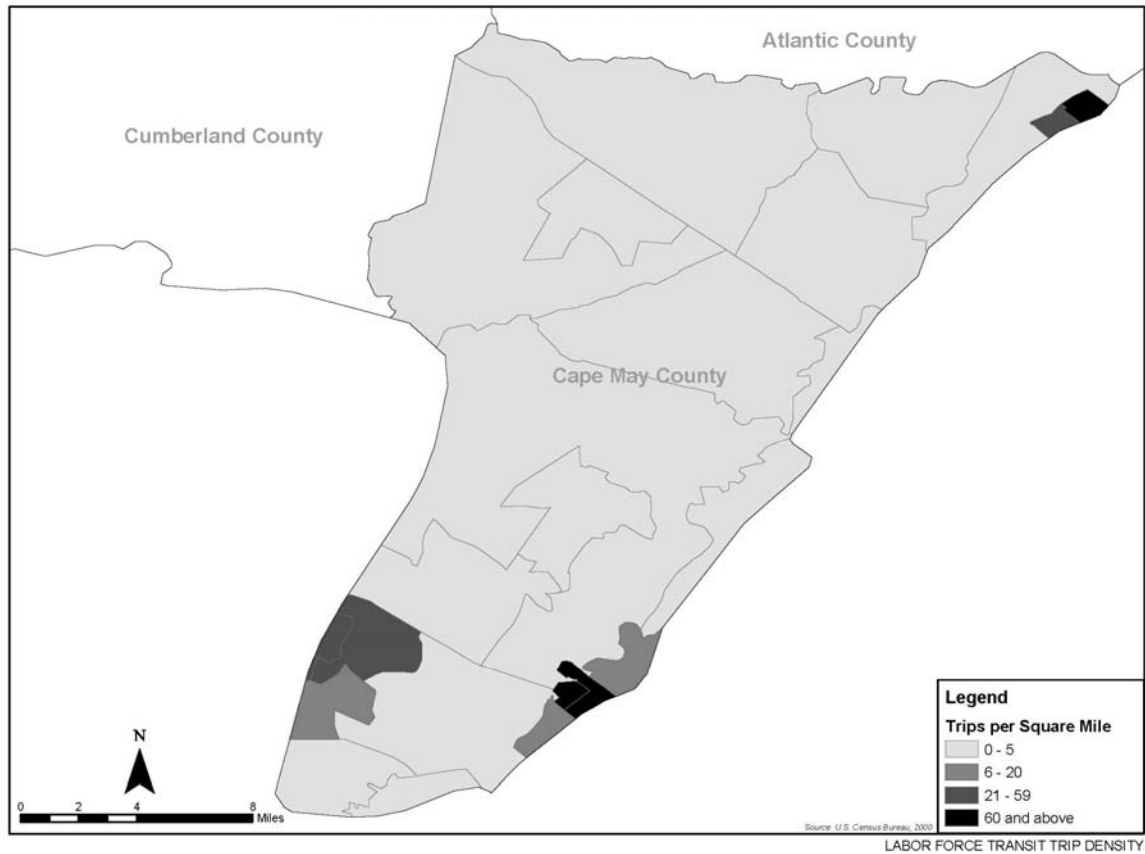 Atlantic County
Cumberland County
Cape May County
N
0 2 4 8
Miles
Legend
Trips per Square Mile
0 - 5
6 - 20
21 - 59
60 and above
Source: U.S. Census Bureau, 2000
LABOR FORCE TRANSIT TRIP DENSITY